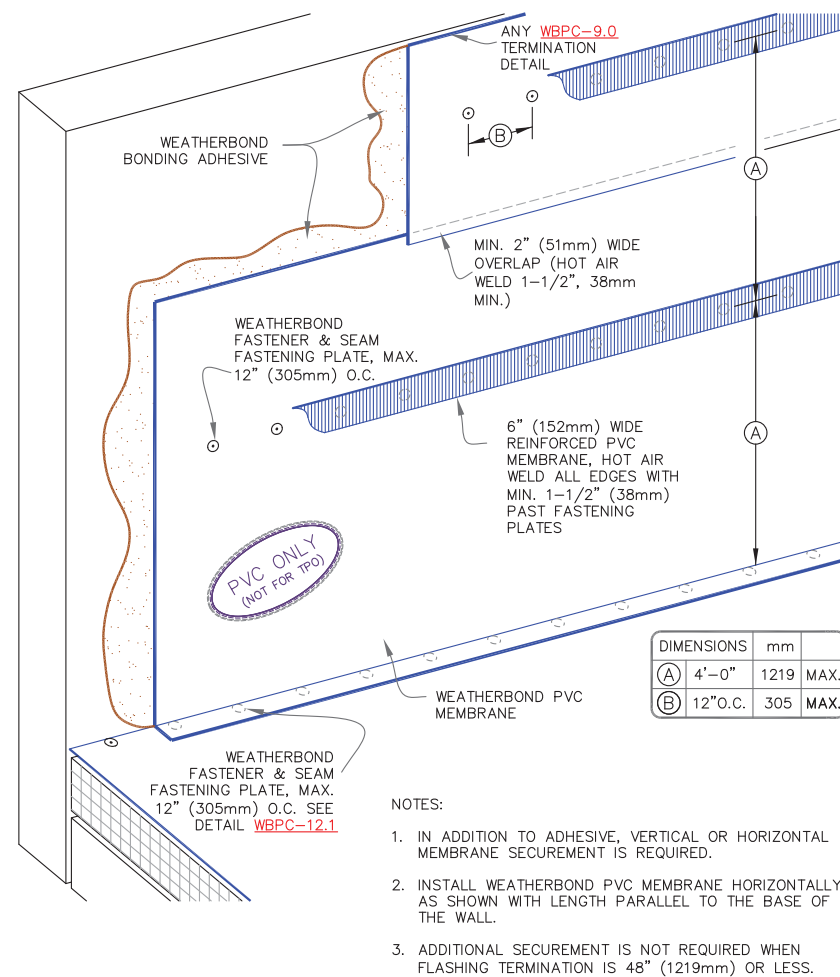 ANY WBPC-9.0
TERMINATION
DETAIL
WEATHERBOND
BONDING ADHESIVE
B
A
MIN. 2" (51mm) WIDE
OVERLAP (HOT AIR
WELD 1-1/2", 38mm
MIN.)
WEATHERBOND
FASTENER & SEAM
FASTENING PLATE, MAX.
12" (305mm) O.C.
6" (152mm) WIDE
REINFORCED PVC
MEMBRANE, HOT AIR
WELD ALL EDGES WITH
MIN. 1-1/2" (38mm)
PAST FASTENING
PLATES
A
PVC ONLY
(NOT FOR TPO)
DIMENSIONS mm
A 4'-0" 1219 MAX.
B 12"O.C. 305 MAX.
WEATHERBOND PVC
MEMBRANE
WEATHERBOND
FASTENER & SEAM
FASTENING PLATE, MAX.
12" (305mm) O.C. SEE
DETAIL WBPC-12.1
NOTES:
1. IN ADDITION TO ADHESIVE, VERTICAL OR HORIZONTAL
MEMBRANE SECUREMENT IS REQUIRED.
2. INSTALL WEATHERBOND PVC MEMBRANE HORIZONTALLY
AS SHOWN WITH LENGTH PARALLEL TO THE BASE OF
THE WALL.
3. ADDITIONAL SECUREMENT IS NOT REQUIRED WHEN
FLASHING TERMINATION IS 48" (1219mm) OR LESS.